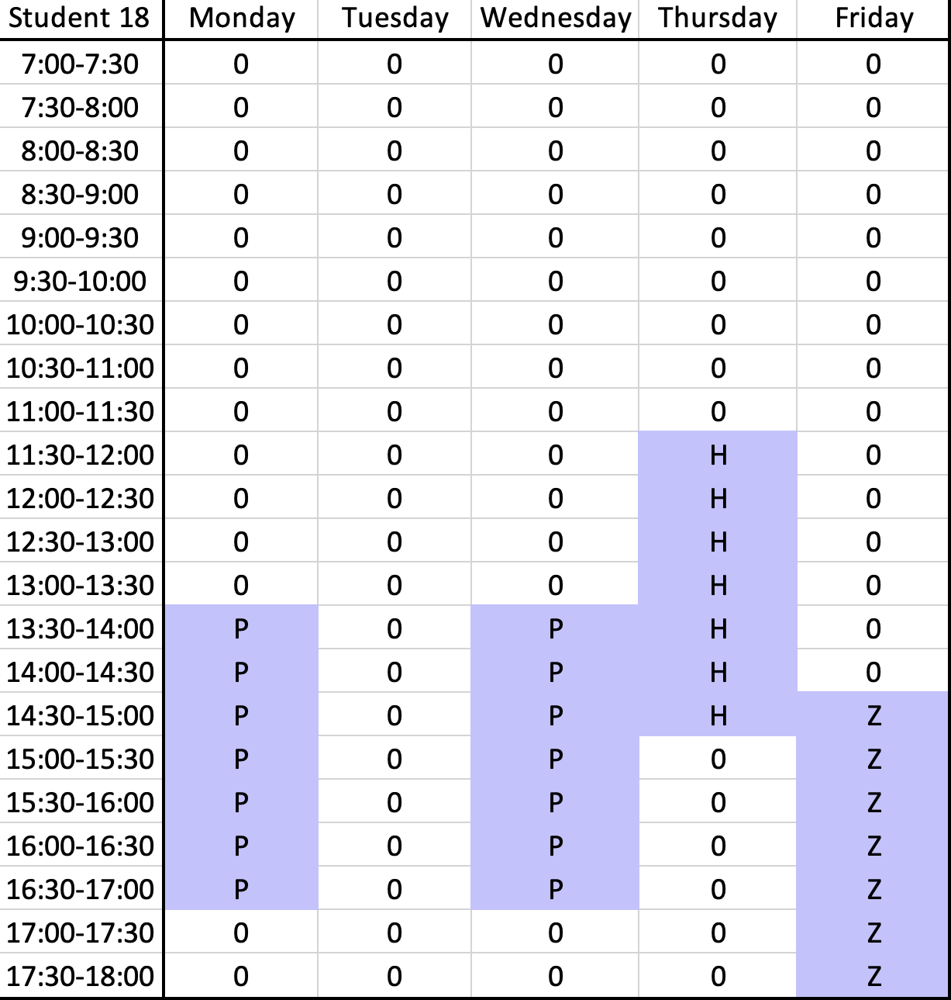 Student 18 Monday Tuesday Wednesday Thursday Friday
7:00-7:30 0 0 0 0 0
7:30-8:00 0 0 0 0 0
8:00-8:30 0 0 0 0 0
8:30-9:00 0 0 0 0 0
9:00-9:30 0 0 0 0 0
9:30-10:00 0 0 0 0 0
10:00-10:30 0 0 0 0 0
10:30-11:00 0 0 0 0 0
11:00-11:30 0 0 0 0 0
11:30-12:00 0 0 0 H 0
12:00-12:30 0 0 0 H 0
12:30-13:00 0 0 0 H 0
13:00-13:30 0 0 0 H 0
13:30-14:00 P 0 P H 0
14:00-14:30 P 0 P H 0
14:30-15:00 P 0 P H Z
15:00-15:30 P 0 P 0 Z
15:30-16:00 P 0 P 0 Z
16:00-16:30 P 0 P 0 Z
16:30-17:00 P 0 P 0 Z
17:00-17:30 0 0 0 0 Z
17:30-18:00 0 0 0 0 Z